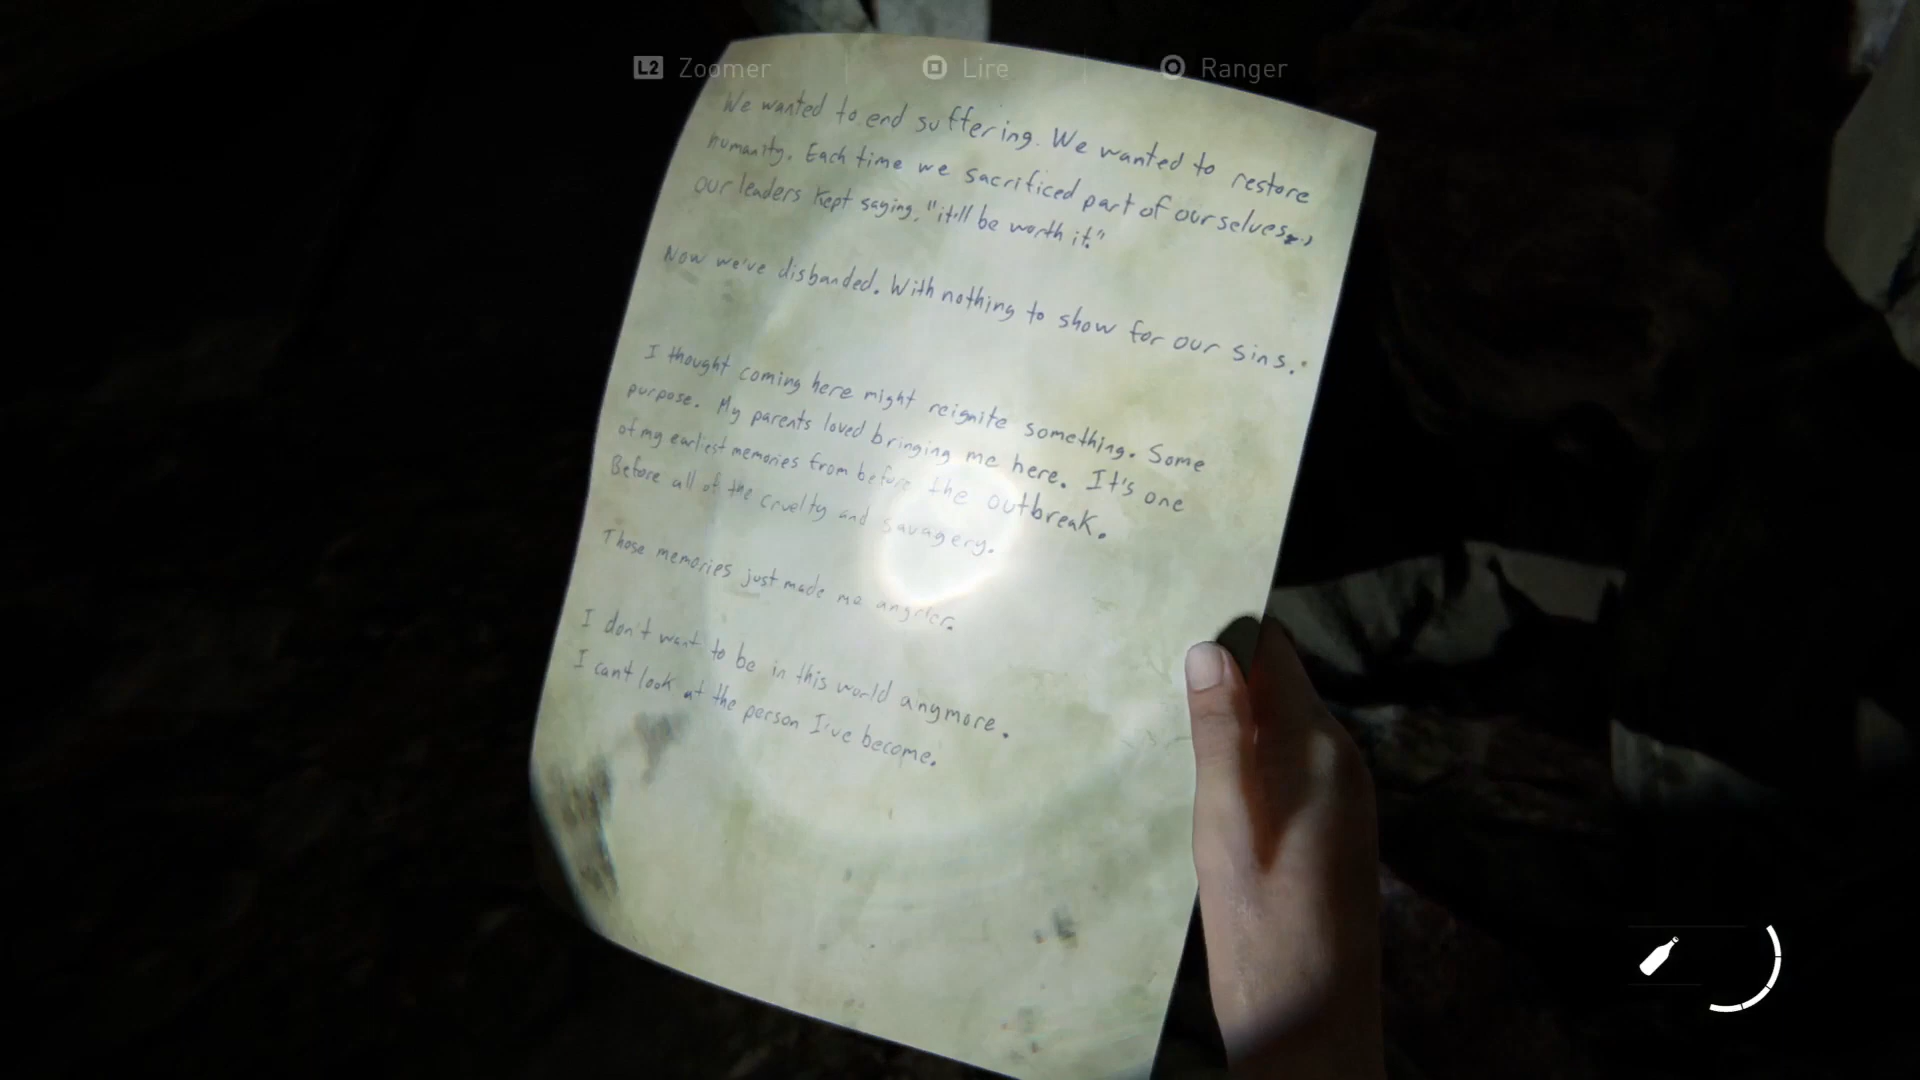 L2 Zoomer Lire Ranger
We wanted to end suffering. We wanted to restore
humanity. Each time we sacrificed part of ourselves...
our leaders kept saying, "it'll be worth it."
Now we've disbanded. With nothing to show for our sins.
I thought coming here might reignite something. Some
purpose. My parents loved bringing me here. It's one
of my earliest memories from before the outbreak.
Before all of the cruelty and savagery.
Those memories just made me angrier.
I don't want to be in this world anymore.
I can't look at the person I've become.